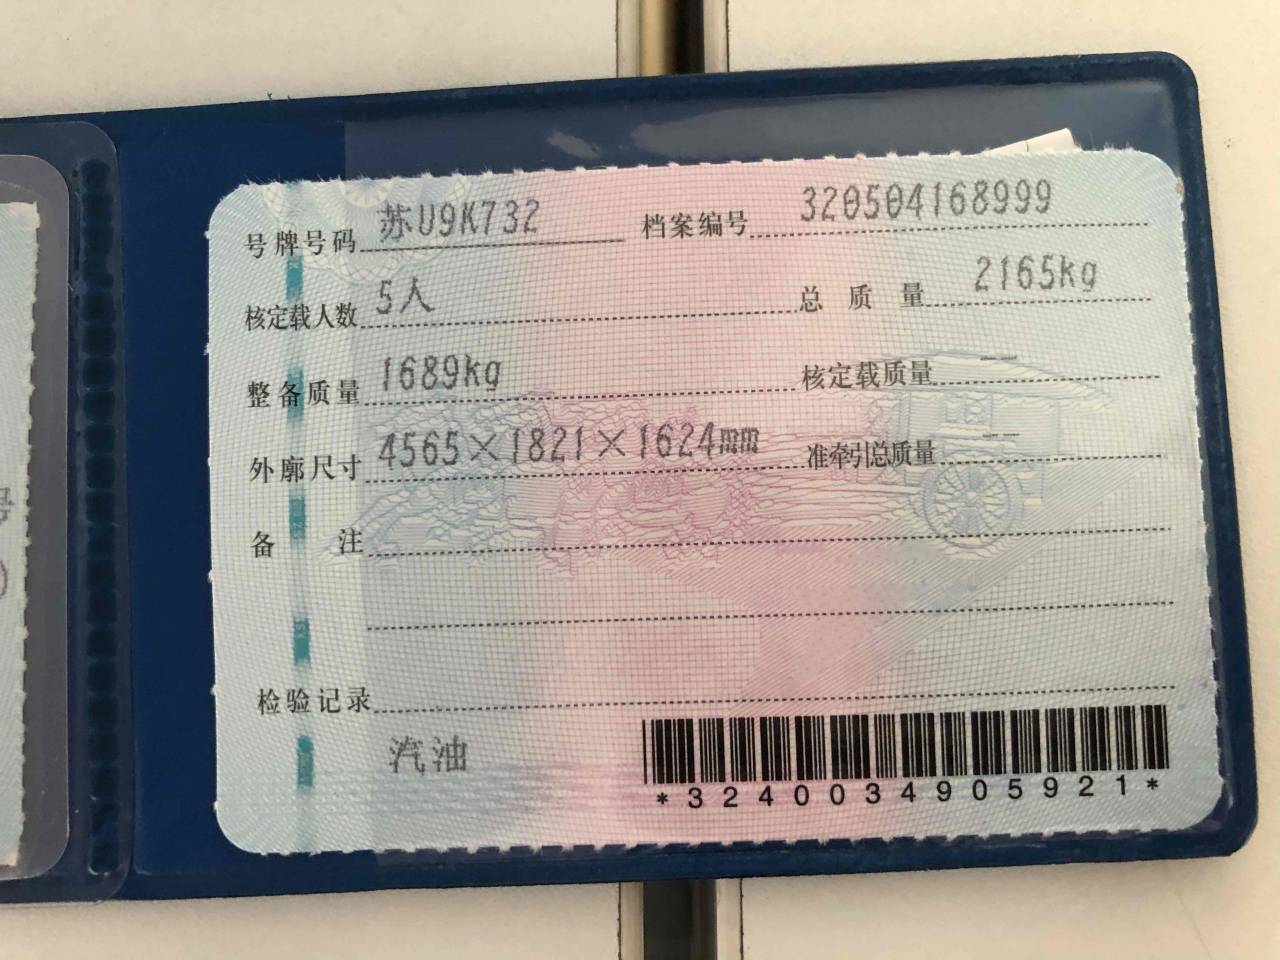 号牌号码 苏U9K732 档案编号 320504168999
核定载人数 5人 总质量 2165kg
整备质量 1689kg 核定载质量 --
外廓尺寸 4565×1821×1624mm 准牵引总质量 --
备注
检验记录
汽油
*3240034905921*